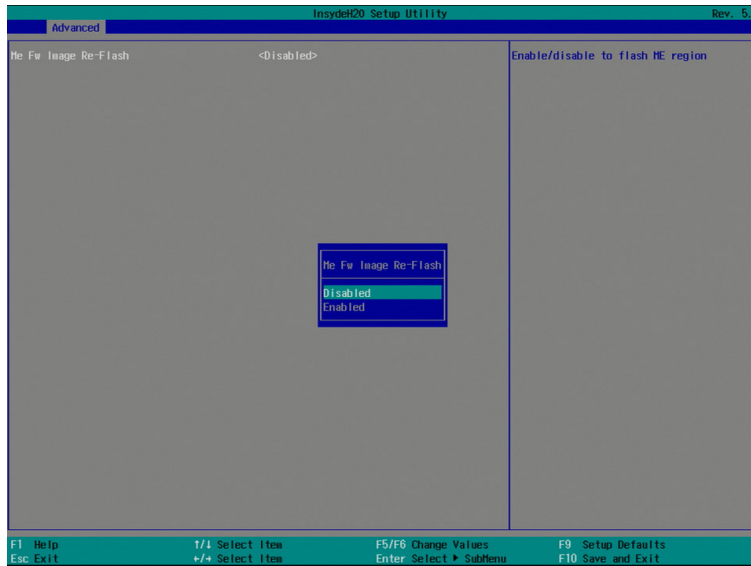 InsydeH20 Setup Utility Rev. 5.
Advanced
Me Fw Image Re-Flash <Disabled> Enable/disable to flash ME region
Me Fw Image Re-Flash
Disabled
Enabled
F1 Help ↑/↓ Select Item F5/F6 Change Values F9 Setup Defaults
Esc Exit ←/→ Select Item Enter Select ▶ SubMenu F10 Save and Exit